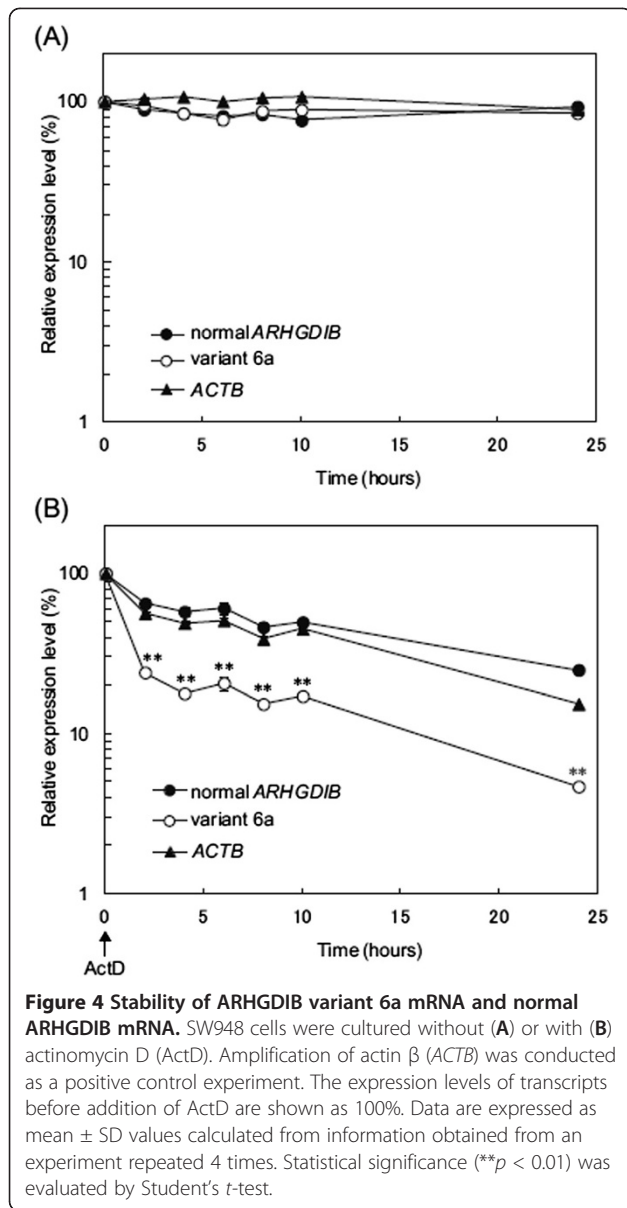 (A)
100
10
1
Relative expression level (%)
normal ARHGDIB
variant 6a
ACTB
0 5 10 15 20 25
Time (hours)
(B)
100
10
1
Relative expression level (%)
** ** ** ** ** **
normal ARHGDIB
variant 6a
ACTB
0 5 10 15 20 25
Time (hours)
ActD
Figure 4 Stability of ARHGDIB variant 6a mRNA and normal
ARHGDIB mRNA. SW948 cells were cultured without (A) or with (B)
actinomycin D (ActD). Amplification of actin β (ACTB) was conducted
as a positive control experiment. The expression levels of transcripts
before addition of ActD are shown as 100%. Data are expressed as
mean ± SD values calculated from information obtained from an
experiment repeated 4 times. Statistical significance (**p < 0.01) was
evaluated by Student's t-test.